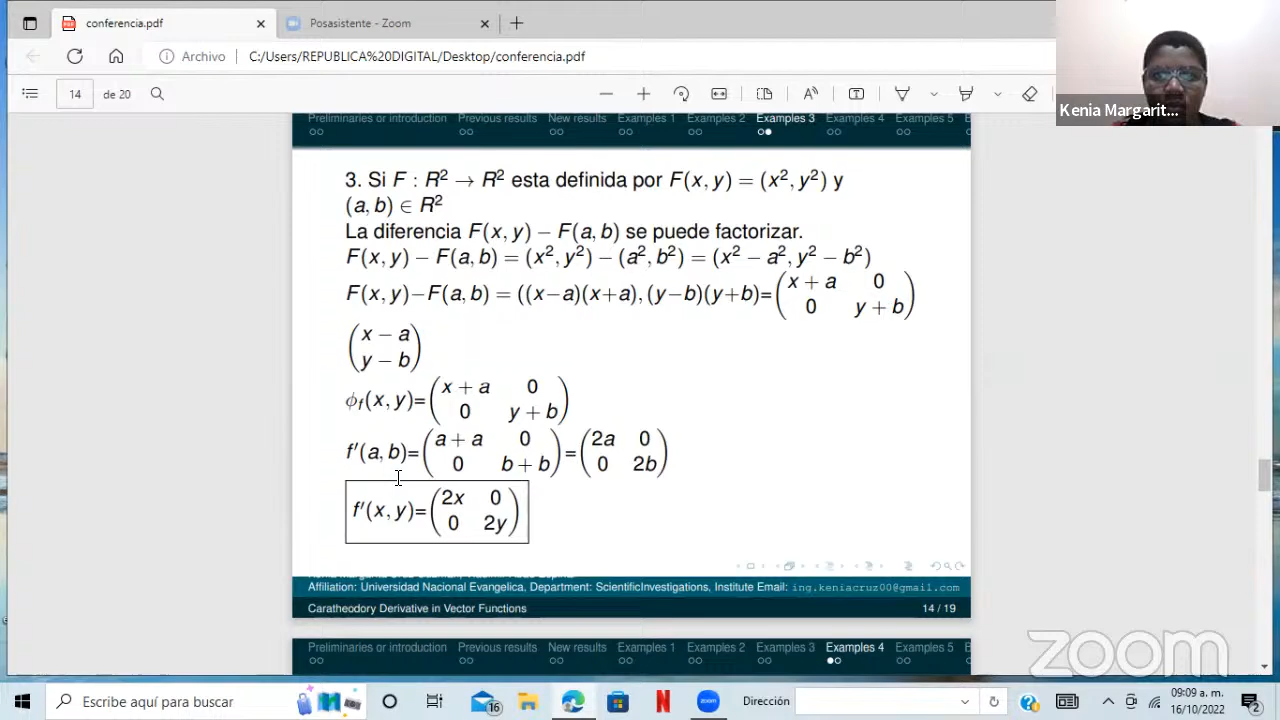 conferencia.pdf
Posasistente - Zoom
Archivo
C:/Users/REPUBLICA%20DIGITAL/Desktop/conferencia.pdf
14 de 20
Kenia Margarit...
Preliminaries or introduction Previous results New results Examples 1 Examples 2 Examples 3 Examples 4 Examples 5
3. Si F : R² → R² esta definida por F(x, y) = (x², y²) y
(a, b) ∈ R²
La diferencia F(x, y) − F(a, b) se puede factorizar.
F(x, y) − F(a, b) = (x², y²) − (a², b²) = (x² − a², y² − b²)
F(x, y)−F(a, b) = ((x−a)(x+a), (y−b)(y+b)=(x + a 0
0 y + b)
(x − a
y − b)
ϕf(x, y)=(x + a 0
0 y + b)
f′(a, b)=(a + a 0
0 b + b)=(2a 0
0 2b)
f′(x, y)=(2x 0
0 2y)
Affiliation: Universidad Nacional Evangelica, Department: ScientificInvestigations, Institute Email: ing.keniacruz00@gmail.com
Caratheodory Derivative in Vector Functions 14 / 19
Preliminaries or introduction Previous results New results Examples 1 Examples 2 Examples 3 Examples 4 Examples 5
zoom
Escribe aquí para buscar
16
zoom
Dirección
09:09 a. m.
16/10/2022
2